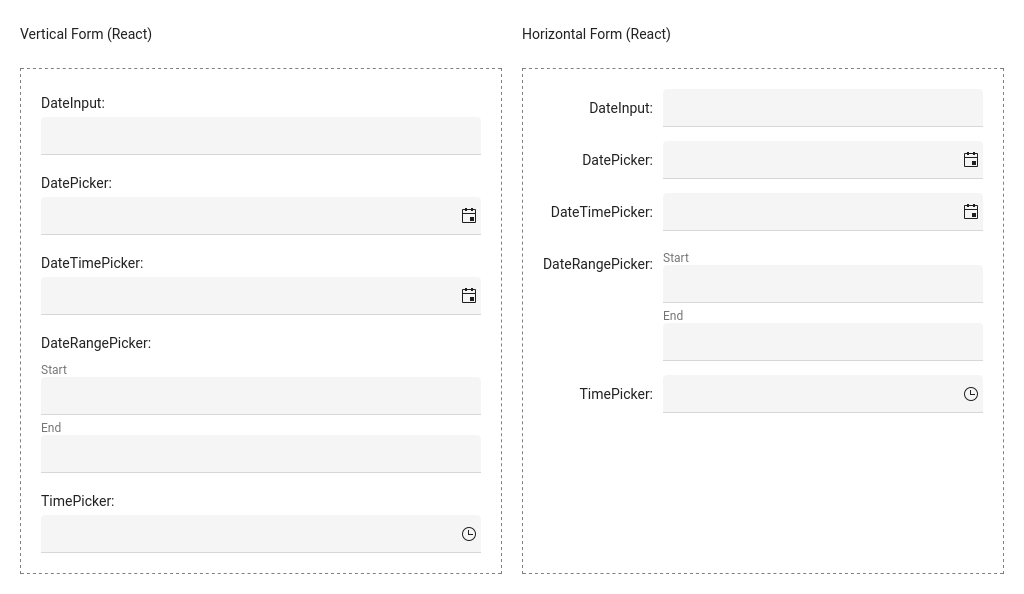 Vertical Form (React)
DateInput:
DatePicker:
DateTimePicker:
DateRangePicker:
Start
End
TimePicker:
Horizontal Form (React)
DateInput:
DatePicker:
DateTimePicker:
DateRangePicker:
Start
End
TimePicker: